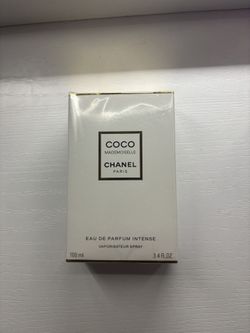 COCO
MADEMOISELLE
CHANEL
PARIS
EAU DE PARFUM INTENSE
VAPORISATEUR SPRAY
100 ml
3.4 FL.OZ